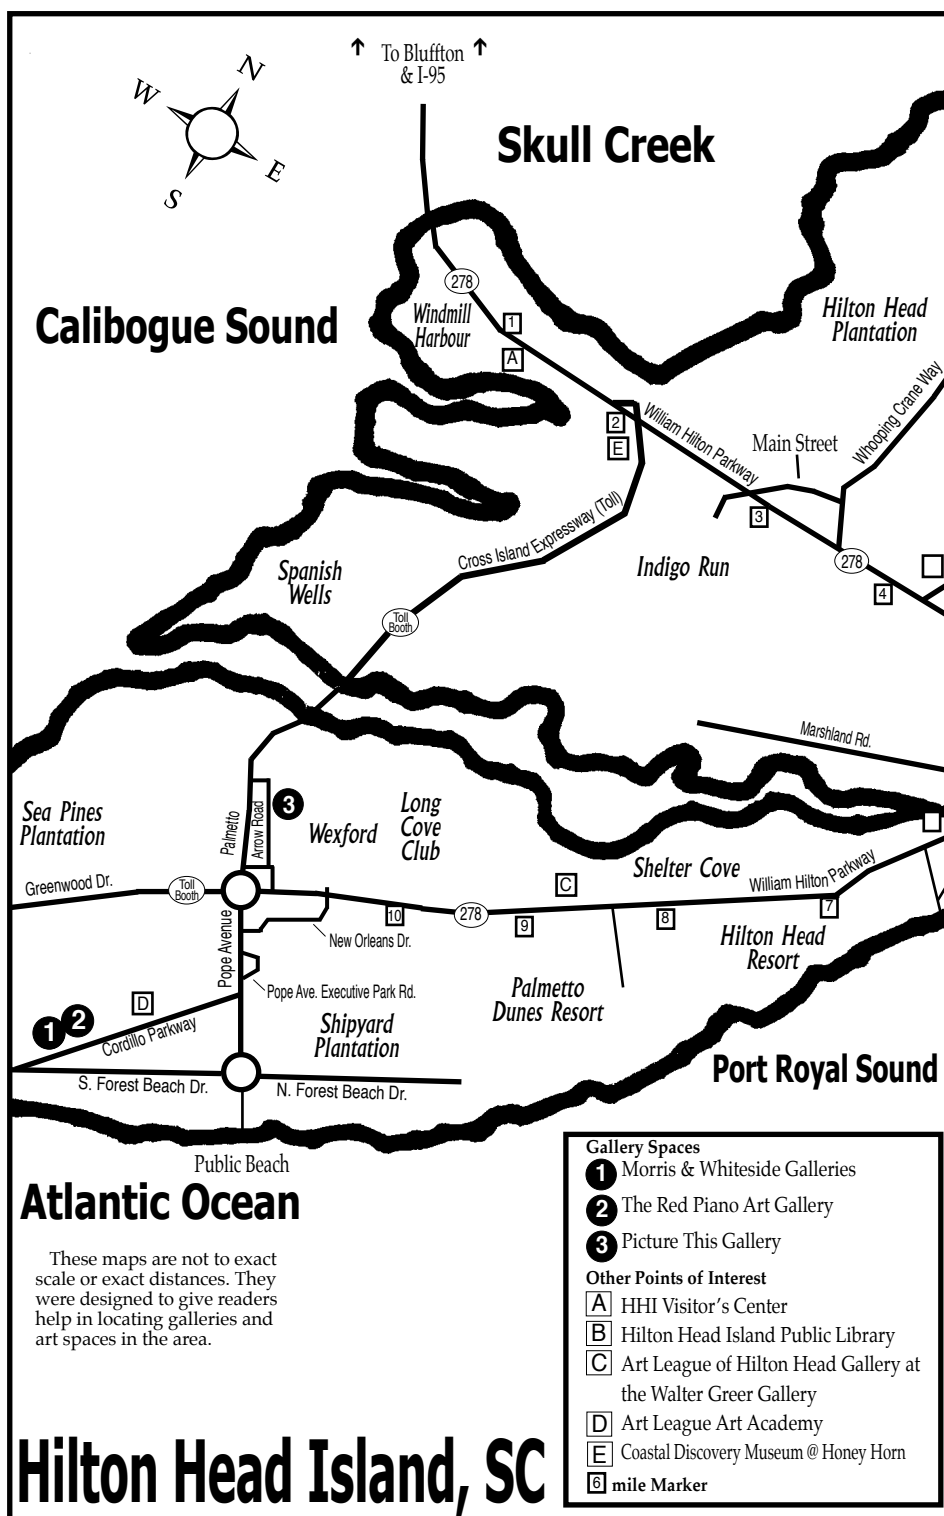 To Bluffton
& I-95
N
W
E
S
Skull Creek
278
Windmill
Harbour
Calibogue Sound
1
A
Hilton Head
Plantation
2
E
William Hilton Parkway
Main Street
Whooping Crane Way
3
Cross Island Expressway (Toll)
Indigo Run
278
4
Spanish
Wells
Toll
Booth
Marshland Rd.
Sea Pines
Plantation
Palmetto
Arrow Road
3
Wexford
Long
Cove
Club
Shelter Cove
William Hilton Parkway
Greenwood Dr.
Toll
Booth
C
10
278
9
8
7
New Orleans Dr.
Hilton Head
Resort
Pope Avenue
Pope Ave. Executive Park Rd.
Palmetto
Dunes Resort
D
1
2
Cordillo Parkway
Shipyard
Plantation
Port Royal Sound
S. Forest Beach Dr.
N. Forest Beach Dr.
Public Beach
Atlantic Ocean
These maps are not to exact
scale or exact distances. They
were designed to give readers
help in locating galleries and
art spaces in the area.
Gallery Spaces
1 Morris & Whiteside Galleries
2 The Red Piano Art Gallery
3 Picture This Gallery
Other Points of Interest
A HHI Visitor's Center
B Hilton Head Island Public Library
C Art League of Hilton Head Gallery at
the Walter Greer Gallery
D Art League Art Academy
E Coastal Discovery Museum @ Honey Horn
6 mile Marker
Hilton Head Island, SC